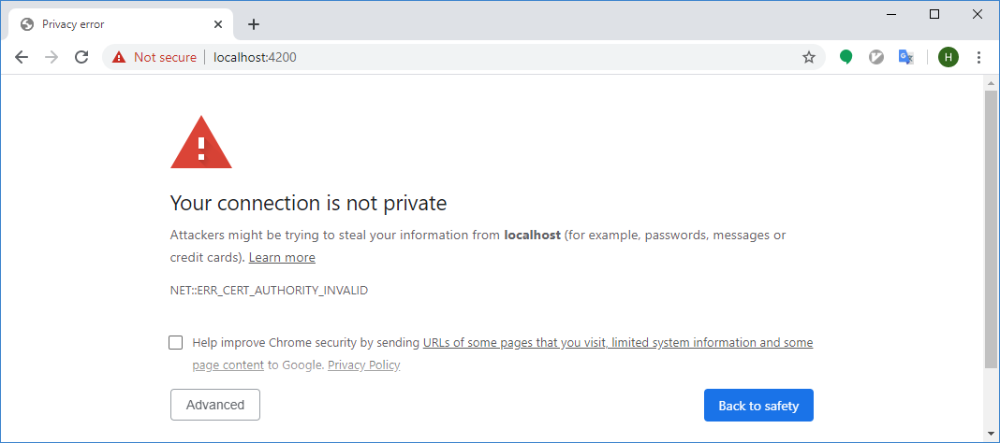 Privacy error
Not secure localhost:4200
H
Your connection is not private
Attackers might be trying to steal your information from localhost (for example, passwords, messages or
credit cards). Learn more
NET::ERR_CERT_AUTHORITY_INVALID
Help improve Chrome security by sending URLs of some pages that you visit, limited system information and some
page content to Google. Privacy Policy
Advanced
Back to safety